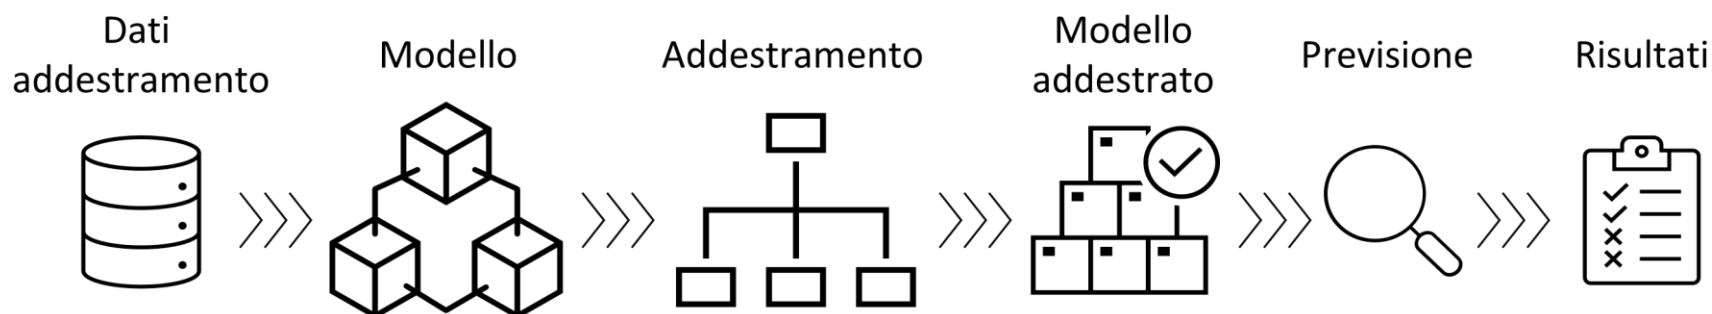 Dati
addestramento
Modello
Addestramento
Modello
addestrato
Previsione
Risultati